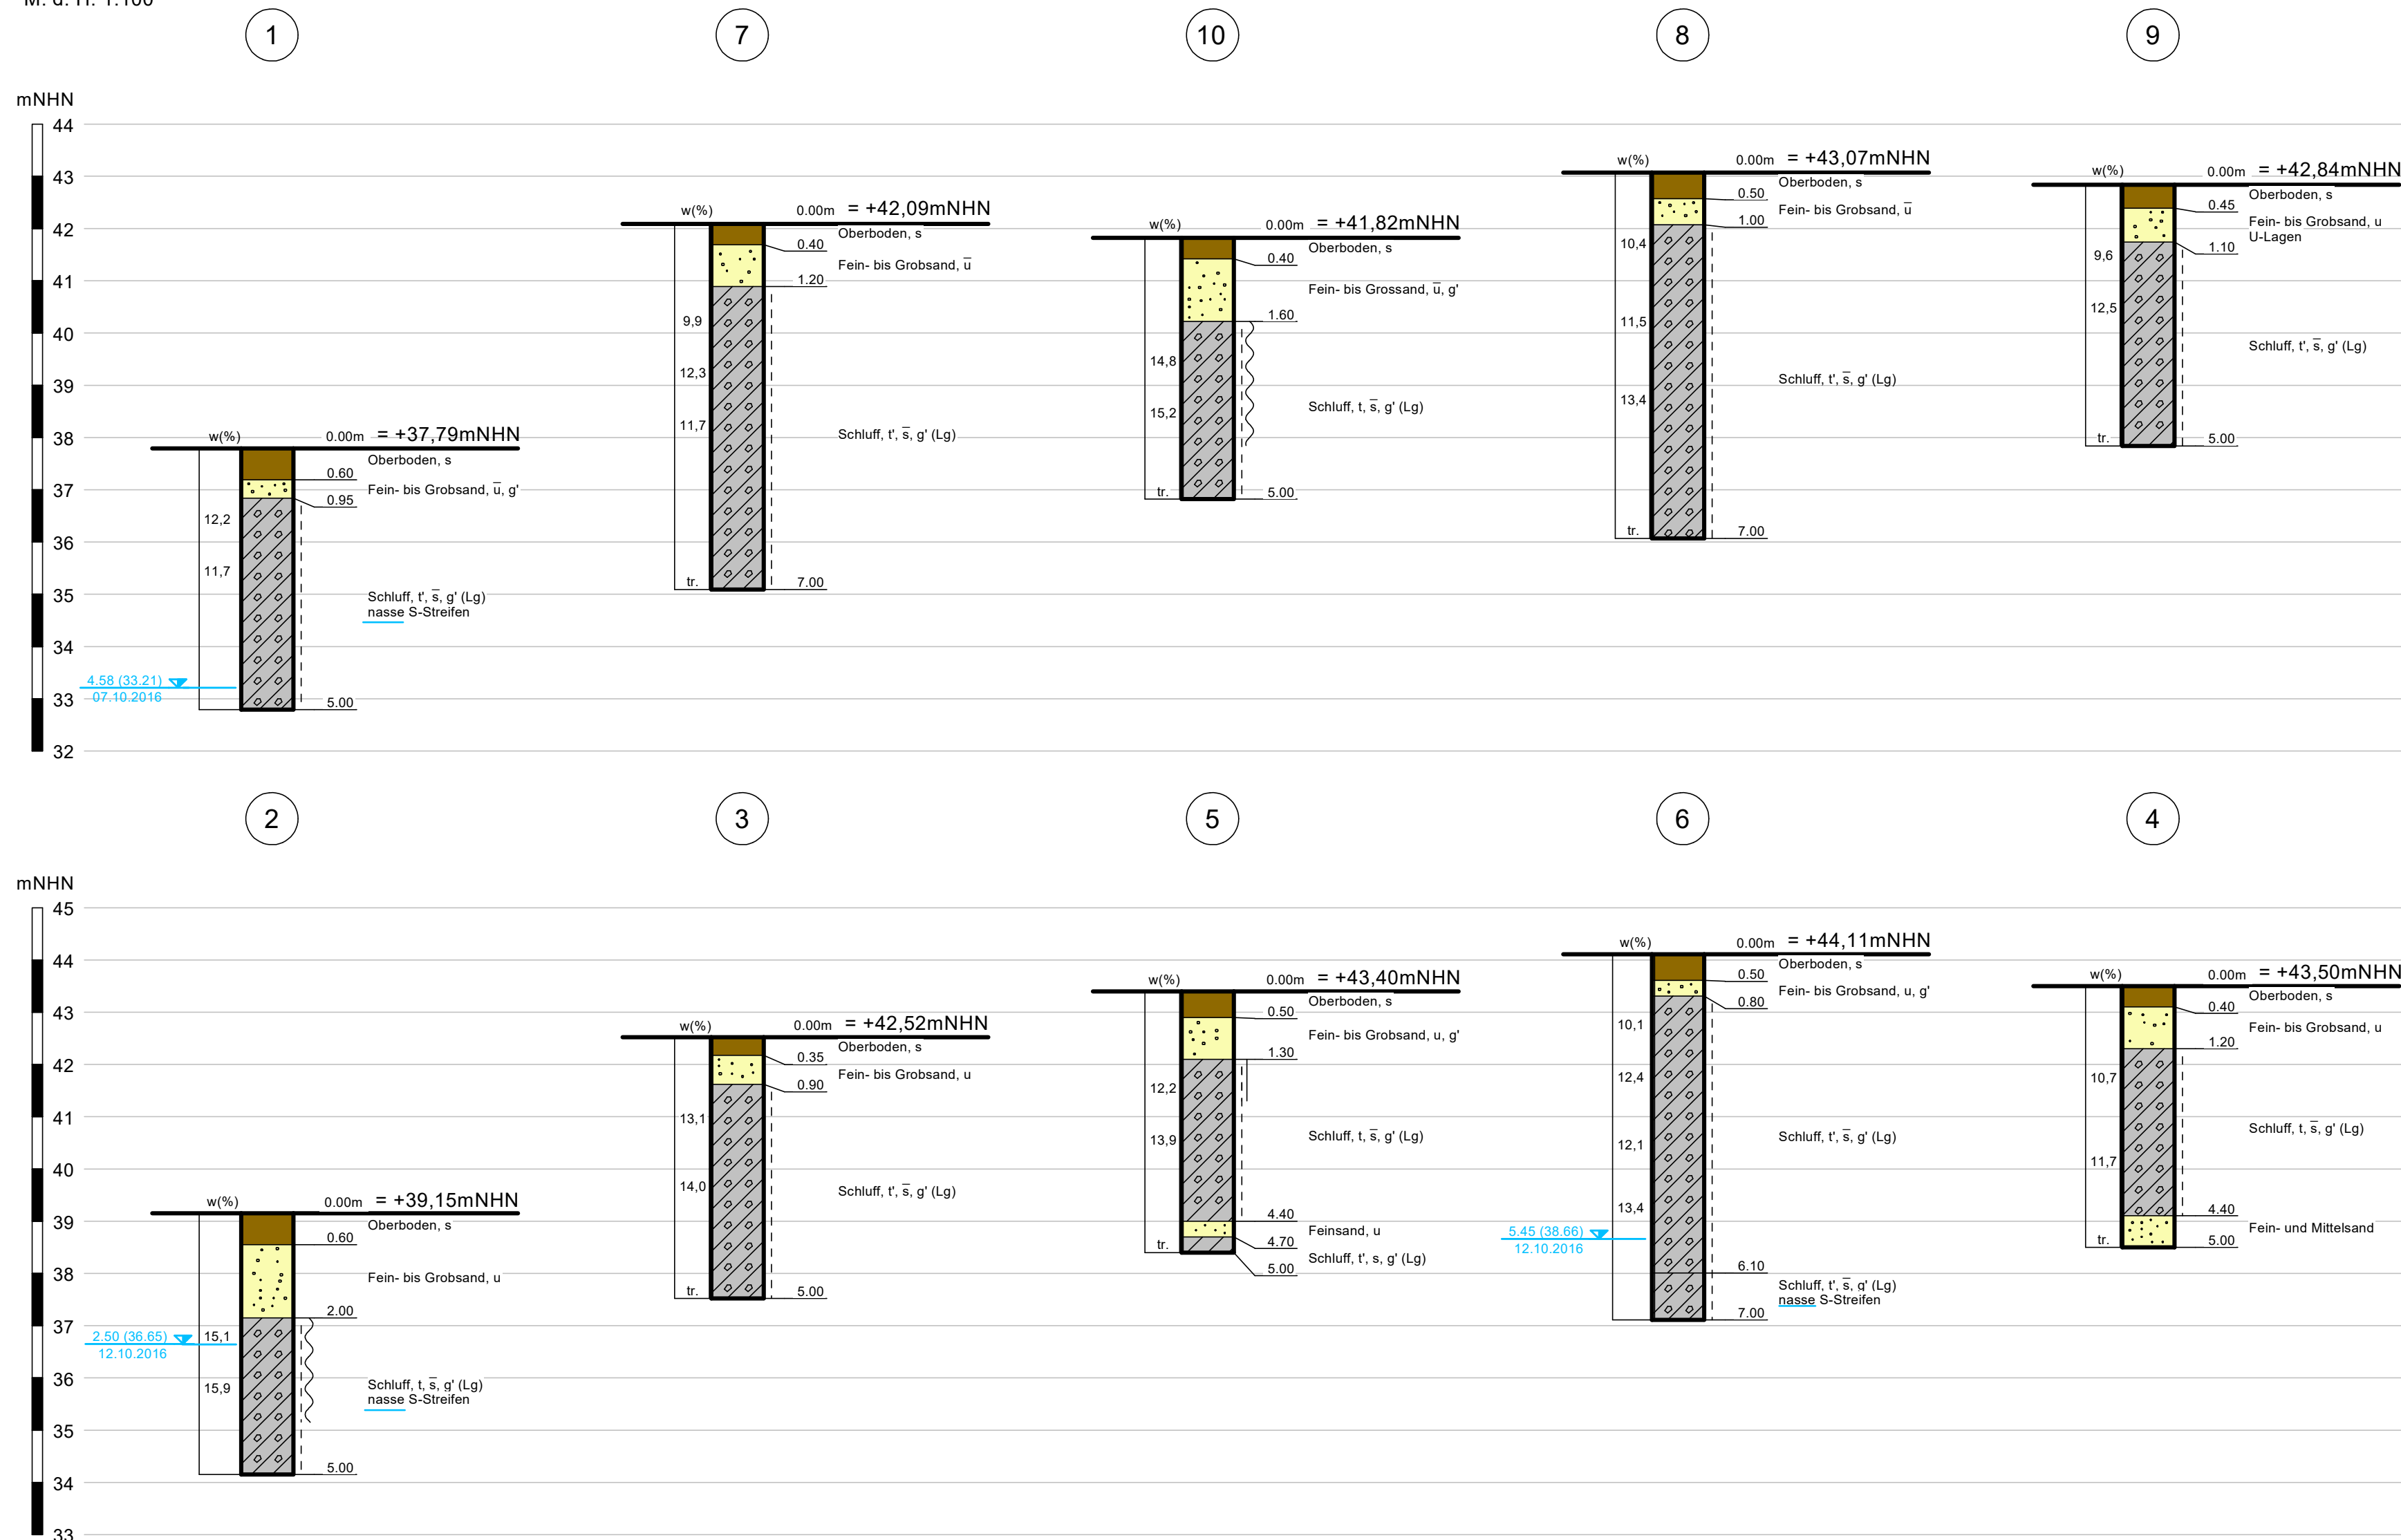 M. d. H. 1:100
1
7
10
8
9
mNHN
44
43
42
41
40
39
38
37
36
35
34
33
32
w(%) 0.00m = +37,79mNHN
Oberboden, s
0.60
Fein- bis Grobsand, u̅, g'
0.95
12,2
11,7
Schluff, t', s̅, g' (Lg)
nasse S-Streifen
4.58 (33.21)
07.10.2016
5.00
w(%) 0.00m = +42,09mNHN
Oberboden, s
0.40
Fein- bis Grobsand, u̅
1.20
9,9
12,3
11,7
Schluff, t', s̅, g' (Lg)
tr. 7.00
w(%) 0.00m = +41,82mNHN
Oberboden, s
0.40
Fein- bis Grossand, u̅, g'
1.60
14,8
15,2
Schluff, t, s̅, g' (Lg)
tr. 5.00
w(%) 0.00m = +43,07mNHN
Oberboden, s
0.50
Fein- bis Grobsand, u̅
1.00
10,4
11,5
13,4
Schluff, t', s̅, g' (Lg)
tr. 7.00
w(%) 0.00m = +42,84mNHN
Oberboden, s
0.45
Fein- bis Grobsand, u
U-Lagen
1.10
9,6
12,5
Schluff, t', s̅, g' (Lg)
tr. 5.00
2
3
5
6
4
mNHN
45
44
43
42
41
40
39
38
37
36
35
34
33
w(%) 0.00m = +39,15mNHN
Oberboden, s
0.60
Fein- bis Grobsand, u
2.00
2.50 (36.65)
12.10.2016
15,1
15,9
Schluff, t, s̅, g' (Lg)
nasse S-Streifen
5.00
w(%) 0.00m = +42,52mNHN
Oberboden, s
0.35
Fein- bis Grobsand, u
0.90
13,1
14,0
Schluff, t', s̅, g' (Lg)
tr. 5.00
w(%) 0.00m = +43,40mNHN
Oberboden, s
0.50
Fein- bis Grobsand, u, g'
1.30
12,2
13,9
Schluff, t, s̅, g' (Lg)
4.40
Feinsand, u
4.70
tr.
Schluff, t', s, g' (Lg)
5.00
w(%) 0.00m = +44,11mNHN
Oberboden, s
0.50
Fein- bis Grobsand, u, g'
0.80
10,1
12,4
12,1
Schluff, t', s̅, g' (Lg)
13,4
5.45 (38.66)
12.10.2016
6.10
Schluff, t', s̅, g' (Lg)
nasse S-Streifen
7.00
w(%) 0.00m = +43,50mNHN
Oberboden, s
0.40
Fein- bis Grobsand, u
1.20
10,7
Schluff, t, s̅, g' (Lg)
11,7
4.40
Fein- und Mittelsand
tr. 5.00